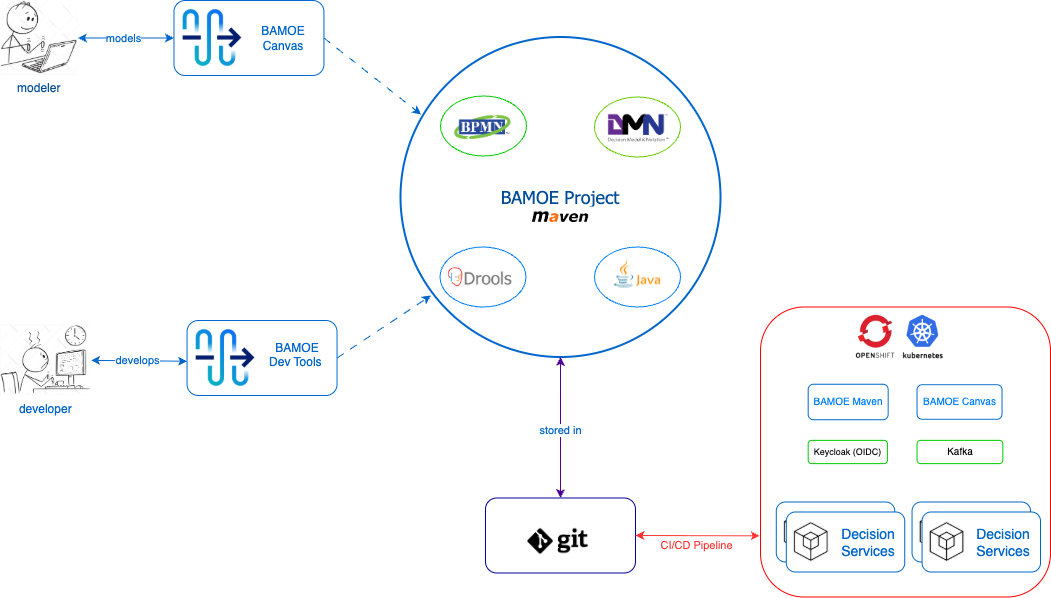 models
BAMOE
Canvas
modeler
BPMN
DMN
Decision Model & Notation
BAMOE Project
maven
Drools
Java
develops
BAMOE
Dev Tools
developer
stored in
git
CI/CD Pipeline
OPENSHIFT
kubernetes
BAMOE Maven
BAMOE Canvas
Keycloak (OIDC)
Kafka
Decision
Services
Decision
Services